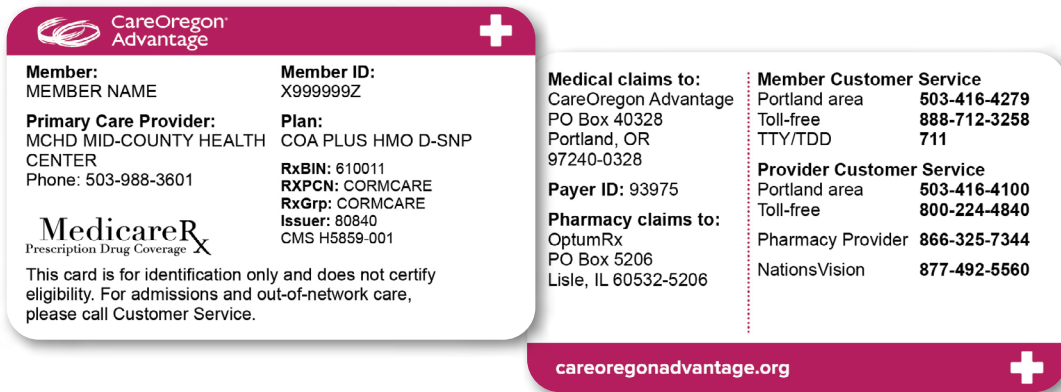 CareOregon®
Advantage
Member:
MEMBER NAME
Member ID:
X999999Z
Primary Care Provider:
MCHD MID-COUNTY HEALTH
CENTER
Phone: 503-988-3601
Plan:
COA PLUS HMO D-SNP
RxBIN: 610011
RXPCN: CORMCARE
RxGrp: CORMCARE
Issuer: 80840
CMS H5859-001
MedicareRx
Prescription Drug Coverage
This card is for identification only and does not certify
eligibility. For admissions and out-of-network care,
please call Customer Service.
Medical claims to:
CareOregon Advantage
PO Box 40328
Portland, OR
97240-0328
Payer ID: 93975
Pharmacy claims to:
OptumRx
PO Box 5206
Lisle, IL 60532-5206
Member Customer Service
Portland area 503-416-4279
Toll-free 888-712-3258
TTY/TDD 711
Provider Customer Service
Portland area 503-416-4100
Toll-free 800-224-4840
Pharmacy Provider 866-325-7344
NationsVision 877-492-5560
careoregonadvantage.org